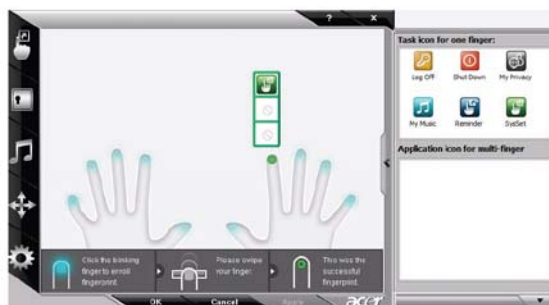 ? x
Task icon for one finger:
Log Off Shut Down My Privacy
My Music Reminder SysSet
Application icon for multi-finger
Click the blinking
finger to enroll
fingerprint.
Please swipe
your finger.
This was the
successful
fingerprint.
OK Cancel Apply acer